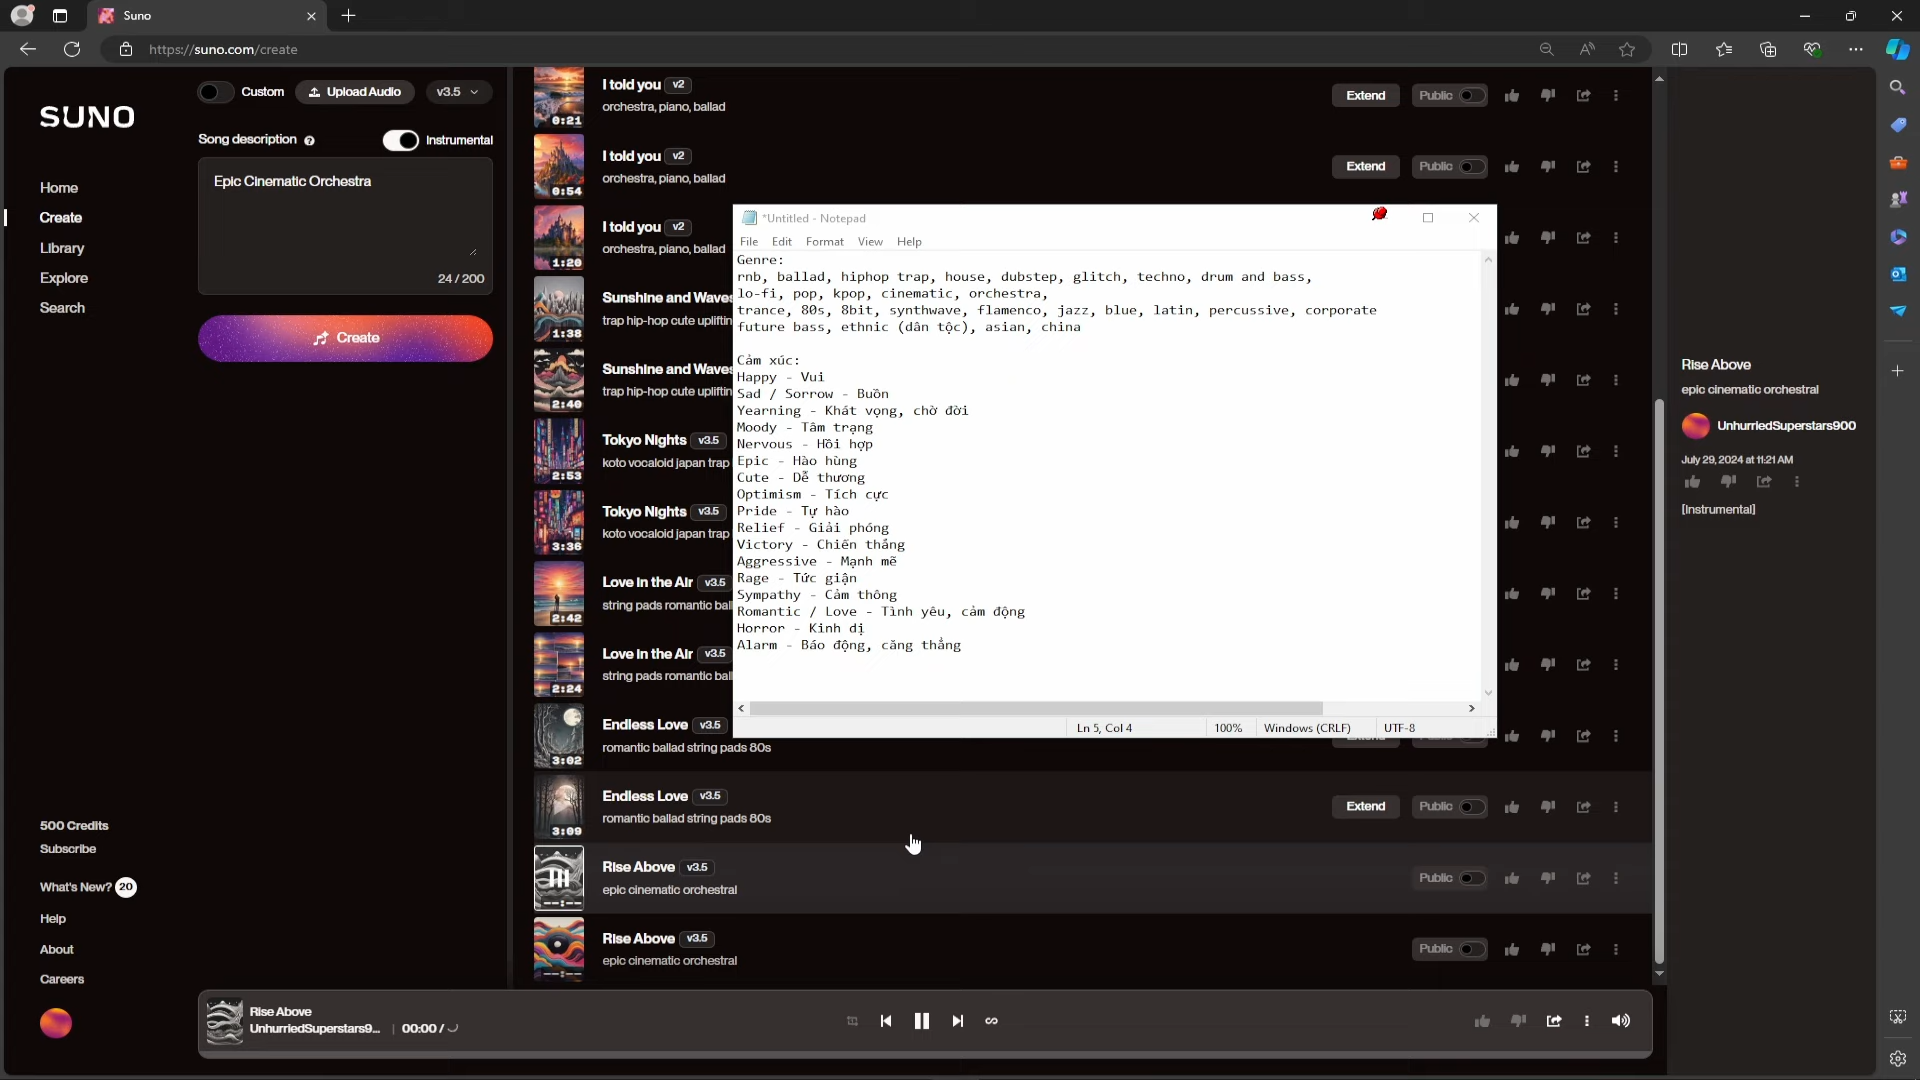 Suno
https://suno.com/create
SUNO
Home
Create
Library
Explore
Search
500 Credits
Subscribe
What's New? 20
Help
About
Careers
Custom
Upload Audio
v3.5
Song description
Instrumental
Epic Cinematic Orchestra
24 / 200
Create
0:21
I told you v2
orchestra, piano, ballad
Extend
Public
0:54
I told you v2
orchestra, piano, ballad
Extend
Public
1:20
I told you v2
orchestra, piano, ballad
1:38
Sunshine and Waves
trap hip-hop cute
2:40
Sunshine and Waves
trap hip-hop cute
2:53
Tokyo Nights v3.5
koto vocaloid japan trap
3:36
Tokyo Nights v3.5
koto vocaloid japan trap
2:42
Love in the Air v3.5
string pads romantic
2:24
Love in the Air v3.5
string pads romantic
3:02
Endless Love v3.5
romantic ballad string pads 80s
3:09
Endless Love v3.5
romantic ballad string pads 80s
Extend
Public
--:--
Rise Above v3.5
epic cinematic orchestral
Public
--:--
Rise Above v3.5
epic cinematic orchestral
Public
*Untitled - Notepad
File Edit Format View Help
Genre:
rnb, ballad, hiphop trap, house, dubstep, glitch, techno, drum and bass,
lo-fi, pop, kpop, cinematic, orchestra,
trance, 80s, 8bit, synthwave, flamenco, jazz, blue, latin, percussive, corporate
future bass, ethnic (dân tộc), asian, china
Cảm xúc:
Happy - Vui
Sad / Sorrow - Buồn
Yearning - Khát vọng, chờ đời
Moody - Tâm trạng
Nervous - Hồi hợp
Epic - Hào hùng
Cute - Dễ thương
Optimism - Tích cực
Pride - Tự hào
Relief - Giải phóng
Victory - Chiến thắng
Aggressive - Mạnh mẽ
Rage - Tức giận
Sympathy - Cảm thông
Romantic / Love - Tình yêu, cảm động
Horror - Kinh dị
Alarm - Báo động, căng thẳng
Ln 5, Col 4
100%
Windows (CRLF)
UTF-8
Rise Above
epic cinematic orchestral
UnhurriedSuperstars900
July 29, 2024 at 11:21 AM
[Instrumental]
Rise Above
UnhurriedSuperstars9...
00:00 /